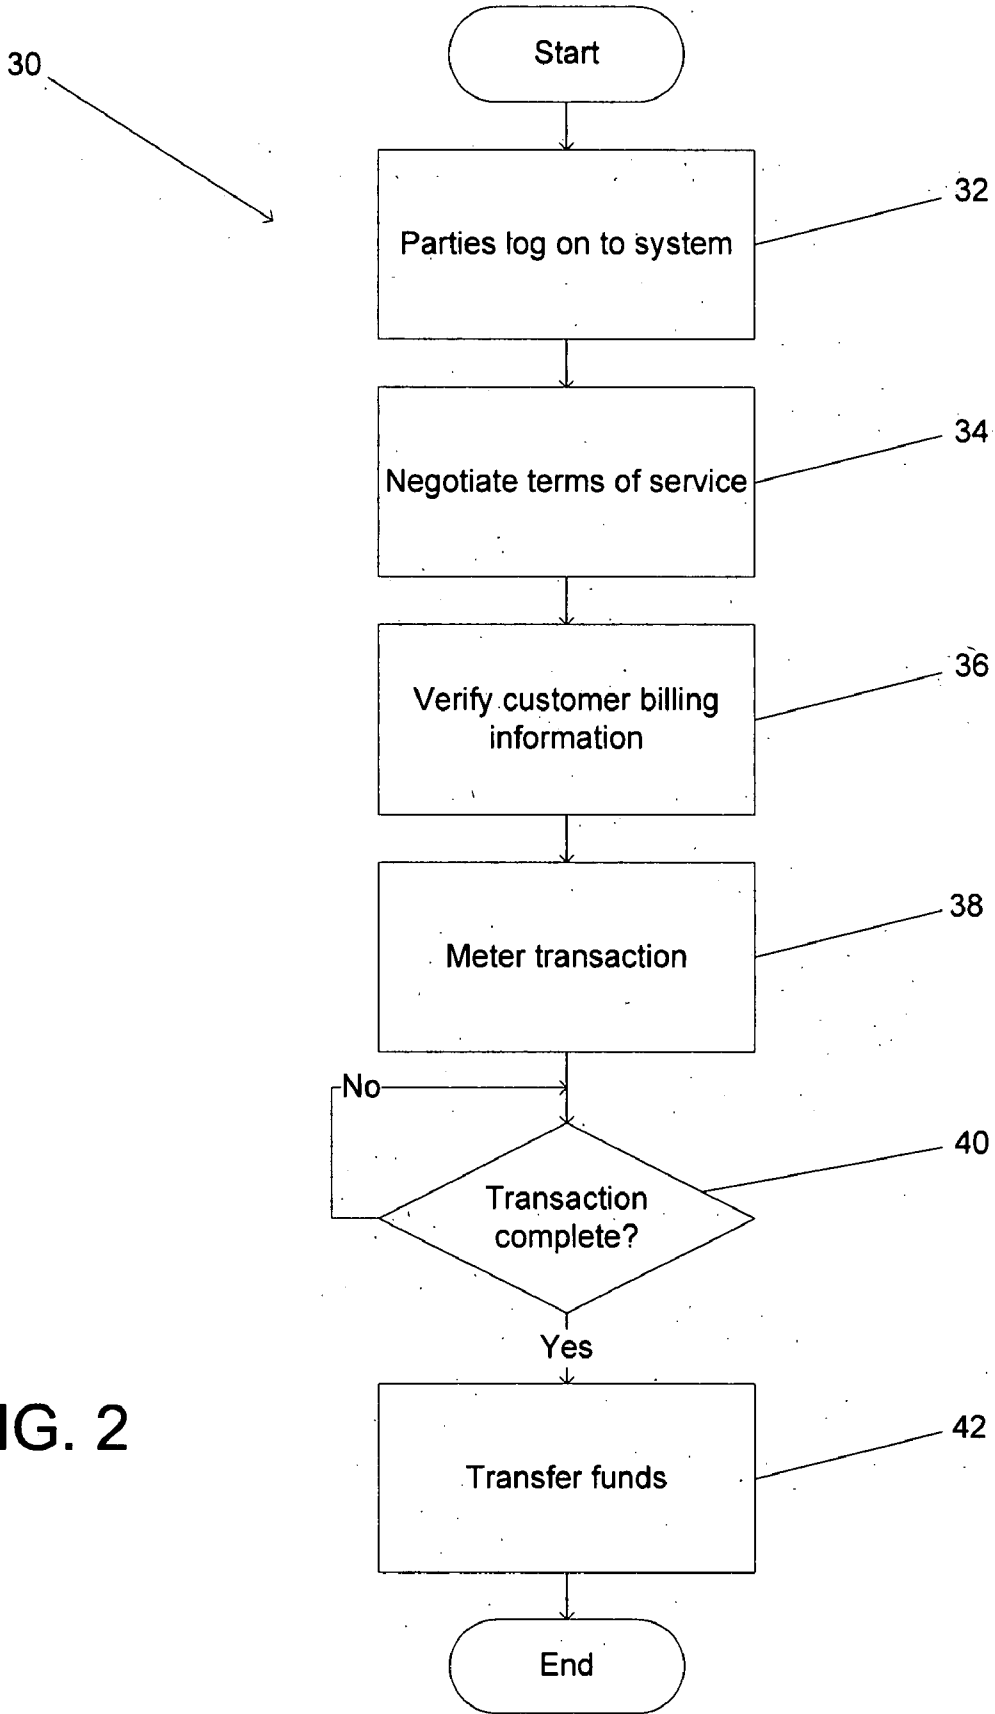 Start
30
32
Parties log on to system
34
Negotiate terms of service
36
Verify customer billing
information
38
Meter transaction
No
40
Transaction
complete?
Yes
IG. 2
42
Transfer funds
End